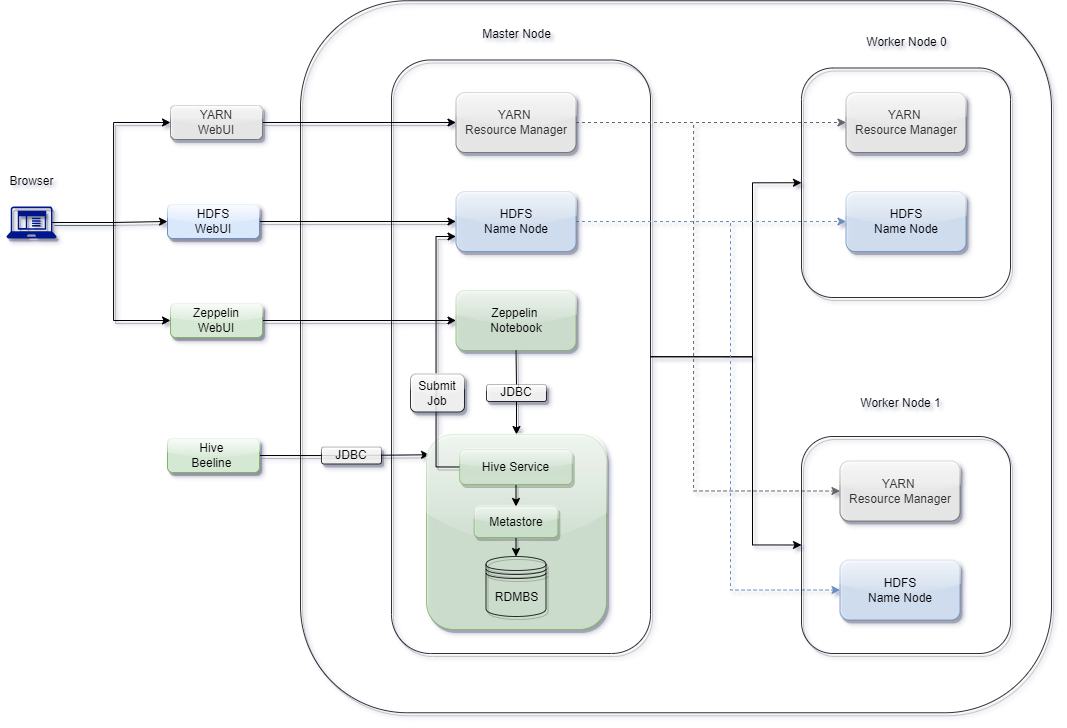 Master Node
Worker Node 0
YARN
WebUI
YARN
Resource Manager
YARN
Resource Manager
Browser
HDFS
WebUI
HDFS
Name Node
HDFS
Name Node
Zeppelin
WebUI
Zeppelin
Notebook
Submit
Job
JDBC
Worker Node 1
Hive
Beeline
JDBC
Hive Service
Metastore
RDMBS
YARN
Resource Manager
HDFS
Name Node